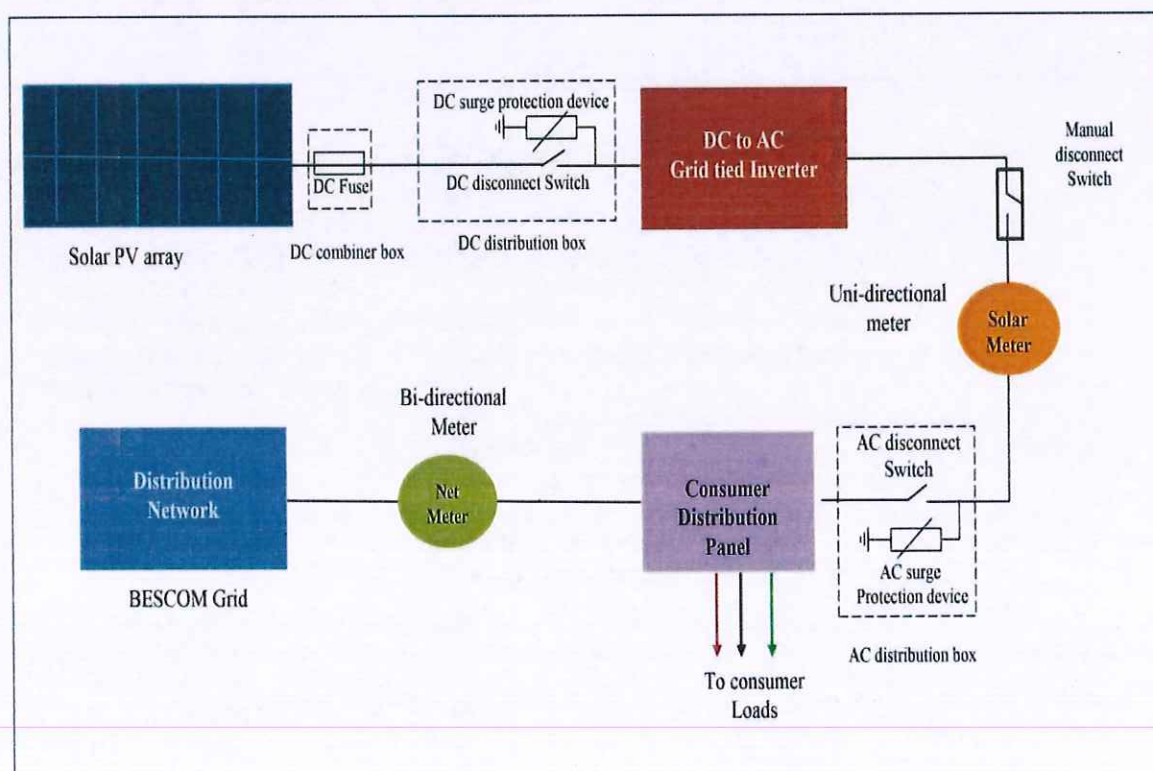 DC surge protection device
DC disconnect Switch
DC Fuse
DC combiner box
DC distribution box
Solar PV array
DC to AC
Grid tied Inverter
Manual
disconnect
Switch
Uni-directional
meter
Solar
Meter
Bi-directional
Meter
Distribution
Network
BESCOM Grid
Net
Meter
Consumer
Distribution
Panel
To consumer
Loads
AC disconnect
Switch
AC surge
Protection device
AC distribution box